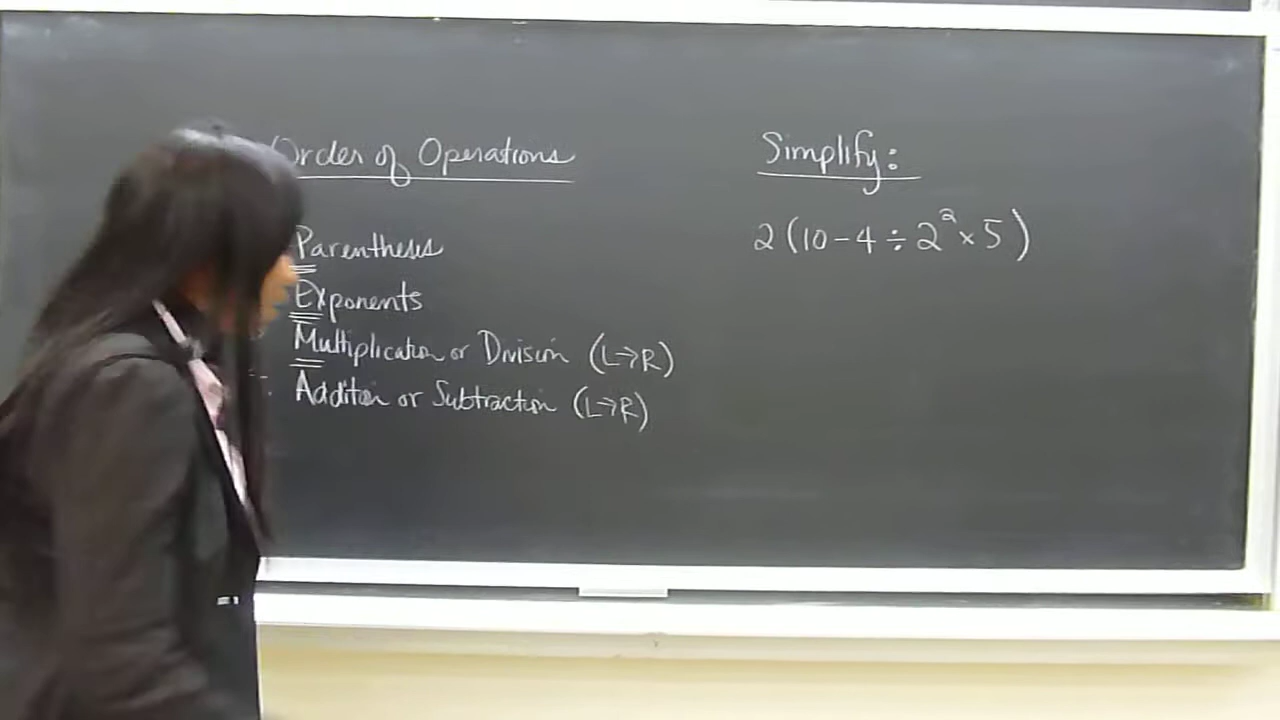 Order of Operations
Parentheses
Exponents
Multiplication or Division (L→R)
Addition or Subtraction (L→R)
Simplify:
2(10-4÷2²×5)